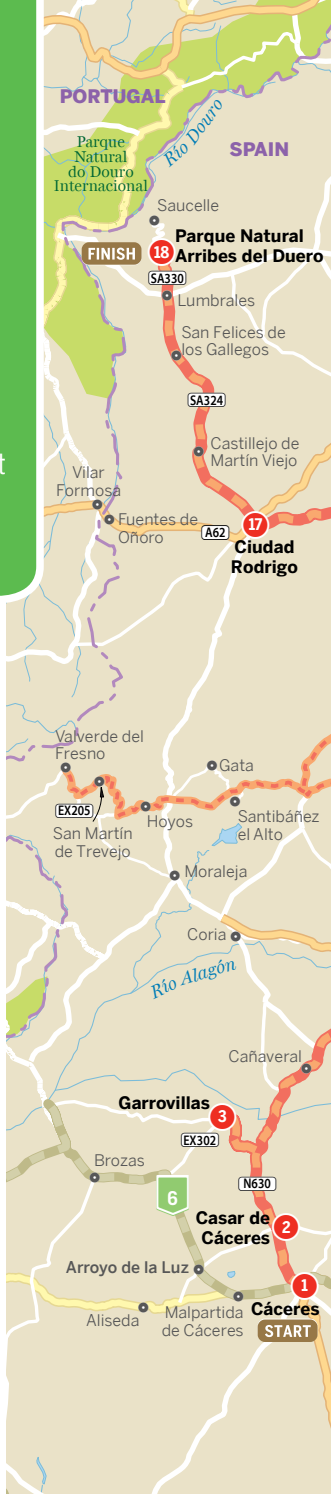 PORTUGAL
Parque
Natural
do Douro
Internacional
Río Douro
SPAIN
Saucelle
FINISH
18
Parque Natural
Arribes del Duero
SA330
Lumbrales
San Felices de
los Gallegos
SA324
t
Castillejo de
Martín Viejo
Vilar
Formosa
Fuentes de
Oñoro
A62
17
Ciudad
Rodrigo
Valverde del
Fresno
Gata
EX205
San Martín
de Trevejo
Hoyos
Santibáñez
el Alto
Moraleja
Coria
Río Alagón
Cañaveral
Garrovillas
3
EX302
Brozas
N630
6
Casar de
Cáceres
2
Arroyo de la Luz
1
Aliseda
Malpartida
de Cáceres
Cáceres
START